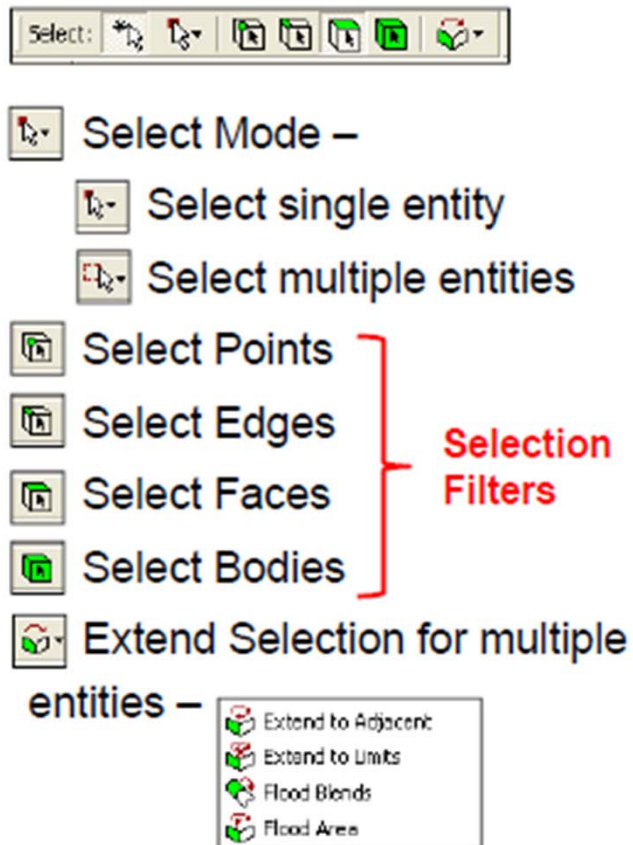 Select:
Select Mode –
Select single entity
Select multiple entities
Select Points
Select Edges
Select Faces
Select Bodies
Selection
Filters
Extend Selection for multiple
entities –
Extend to Adjacent
Extend to Limits
Flood Blends
Flood Area